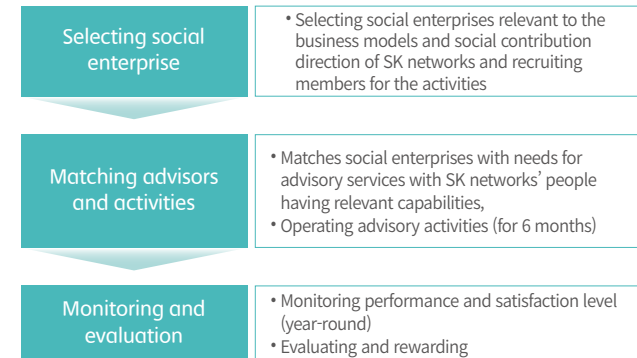 Selecting social
enterprise
• Selecting social enterprises relevant to the
business models and social contribution
direction of SK networks and recruiting
members for the activities
Matching advisors
and activities
• Matches social enterprises with needs for
advisory services with SK networks’ people
having relevant capabilities,
• Operating advisory activities (for 6 months)
Monitoring and
evaluation
• Monitoring performance and satisfaction level
(year-round)
• Evaluating and rewarding